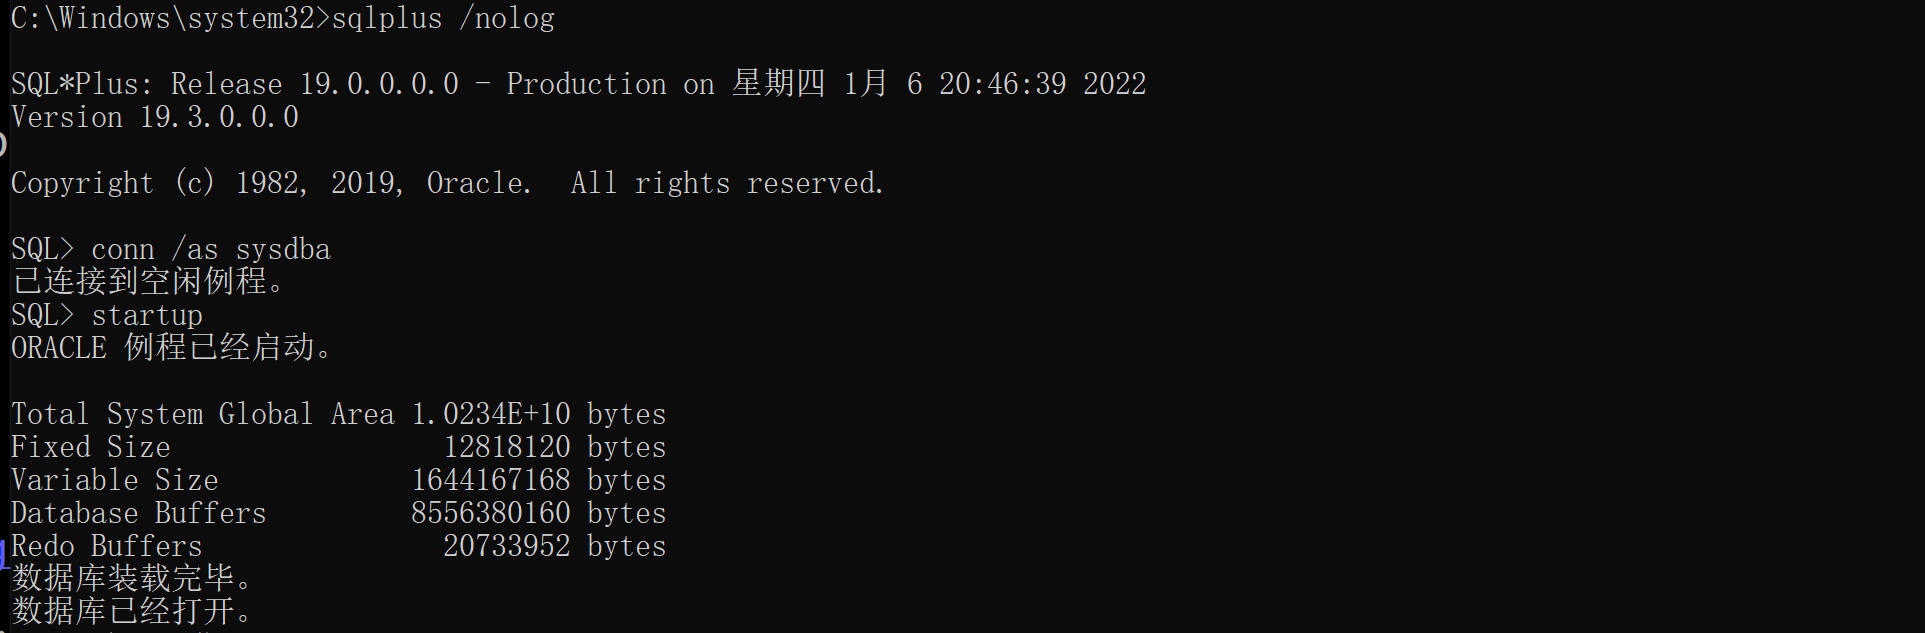 C:\Windows\system32>sqlplus /nolog
SQL*Plus: Release 19.0.0.0.0 - Production on 星期四 1月 6 20:46:39 2022
Version 19.3.0.0.0
Copyright (c) 1982, 2019, Oracle.  All rights reserved.
SQL> conn /as sysdba
已连接到空闲例程。
SQL> startup
ORACLE 例程已经启动。
Total System Global Area 1.0234E+10 bytes
Fixed Size                 12818120 bytes
Variable Size            1644167168 bytes
Database Buffers         8556380160 bytes
Redo Buffers               20733952 bytes
数据库装载完毕。
数据库已经打开。